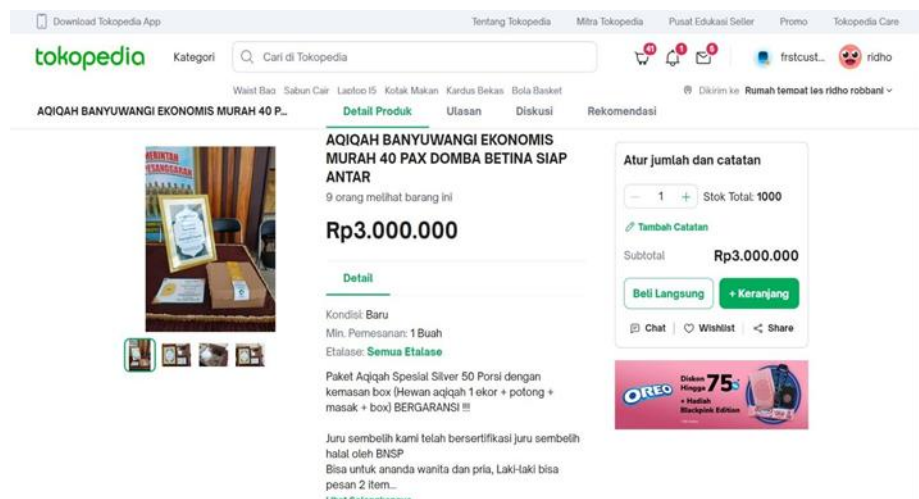 Download Tokopedia App
Tentang Tokopedia
Mitra Tokopedia
Pusat Edukasi Seller
Promo
Tokopedia Care
tokopedia
Kategori
Cari di Tokopedia
41
1
6
frstcust...
ridho
Waist Bag Sabun Cair Laptop I5 Kotak Makan Kardus Bekas Bola Basket
Dikirim ke Rumah tempat les ridho robbani
AQIQAH BANYUWANGI EKONOMIS MURAH 40 P...
Detail Produk
Ulasan
Diskusi
Rekomendasi
AQIQAH BANYUWANGI EKONOMIS
MURAH 40 PAX DOMBA BETINA SIAP
ANTAR
9 orang melihat barang ini
Rp3.000.000
Detail
Kondisi: Baru
Min. Pemesanan: 1 Buah
Etalase: Semua Etalase
Paket Aqiqah Spesial Silver 50 Porsi dengan
kemasan box (Hewan aqiqah 1 ekor + potong +
masak + box) BERGARANSI !!!
Juru sembelih kami telah bersertifikasi juru sembelih
halal oleh BNSP
Bisa untuk ananda wanita dan pria, Laki-laki bisa
pesan 2 item...
Lihat Selengkapnya
Atur jumlah dan catatan
1
Stok Total: 1000
Tambah Catatan
Subtotal
Rp3.000.000
Beli Langsung
+ Keranjang
Chat
Wishlist
Share
OREO
Diskon
Hingga 75%
+ Hadiah
Blackpink Edition